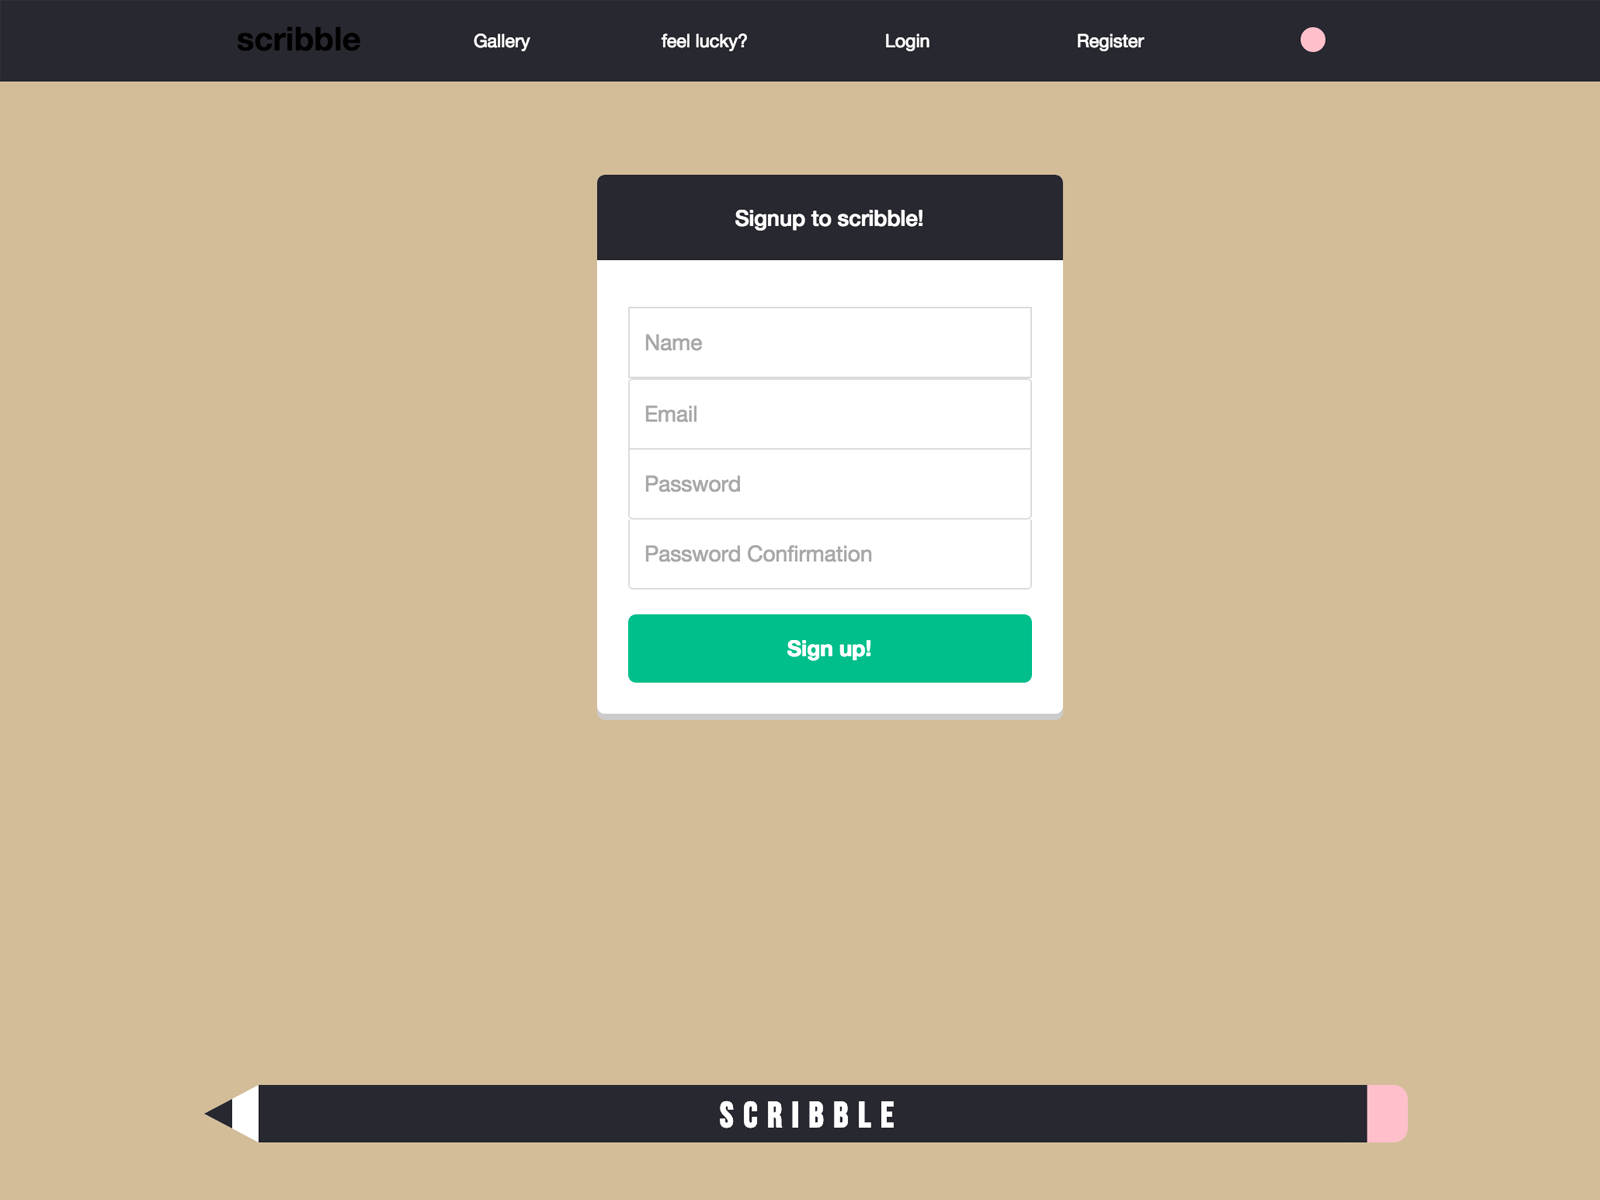 scribble Gallery feel lucky? Login Register
Signup to scribble!
Name
Email
Password
Password Confirmation
Sign up!
SCRIBBLE